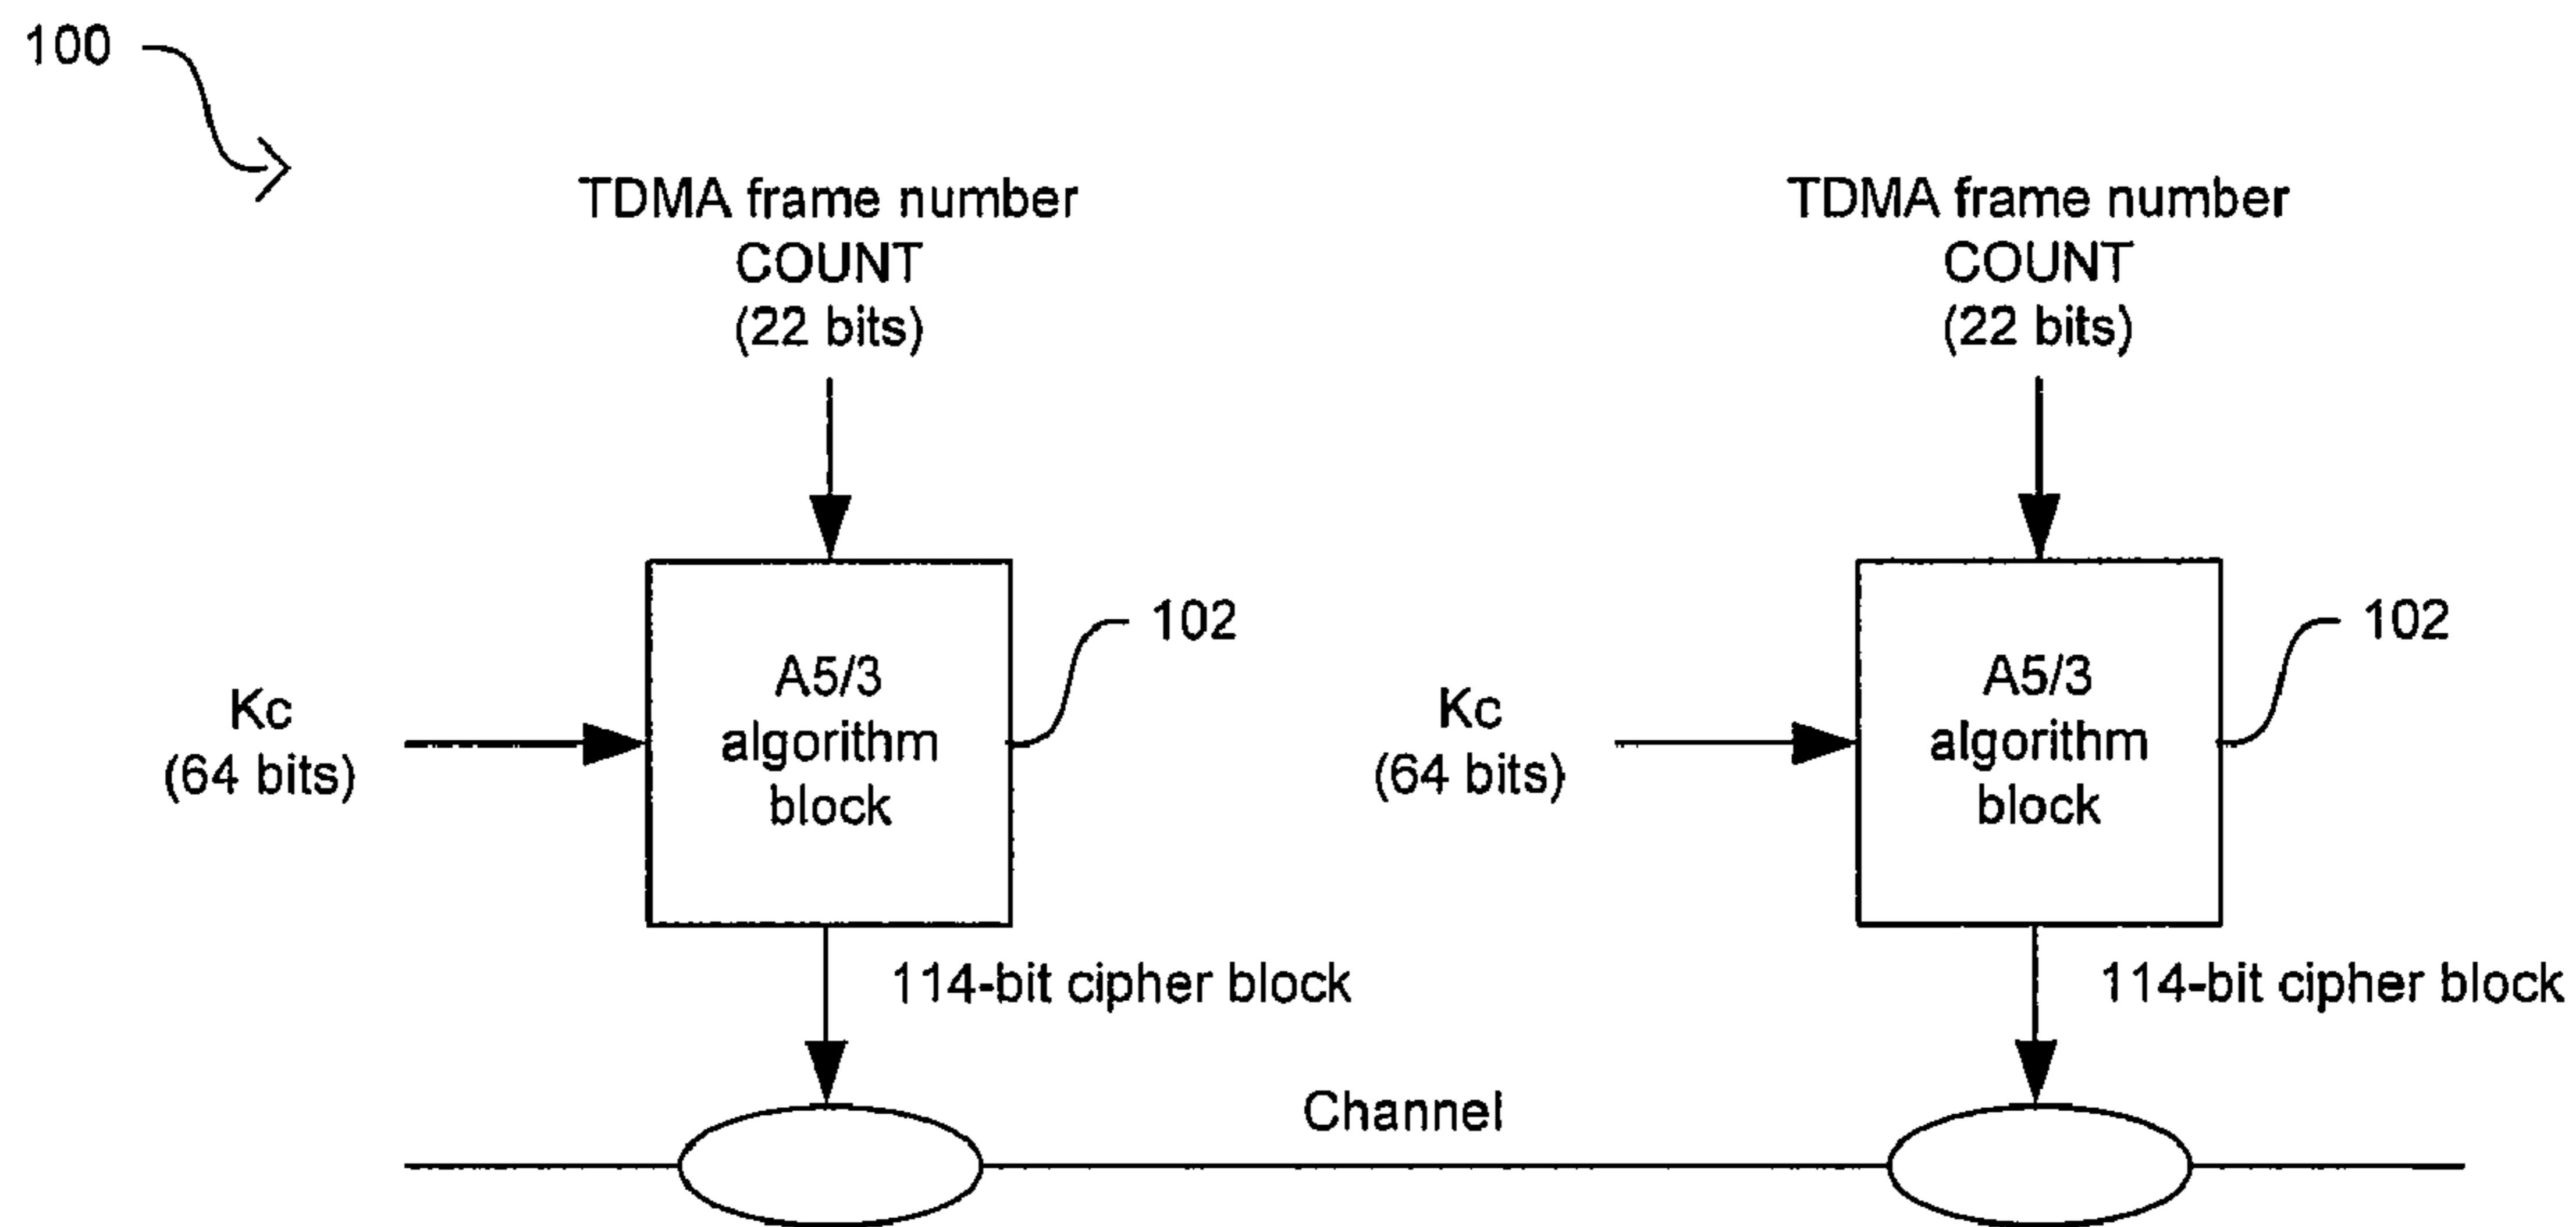 100
TDMA frame number
COUNT
(22 bits)
TDMA frame number
COUNT
(22 bits)
102
102
Kc
(64 bits)
A5/3
algorithm
block
Kc
(64 bits)
A5/3
algorithm
block
114-bit cipher block
114-bit cipher block
Channel